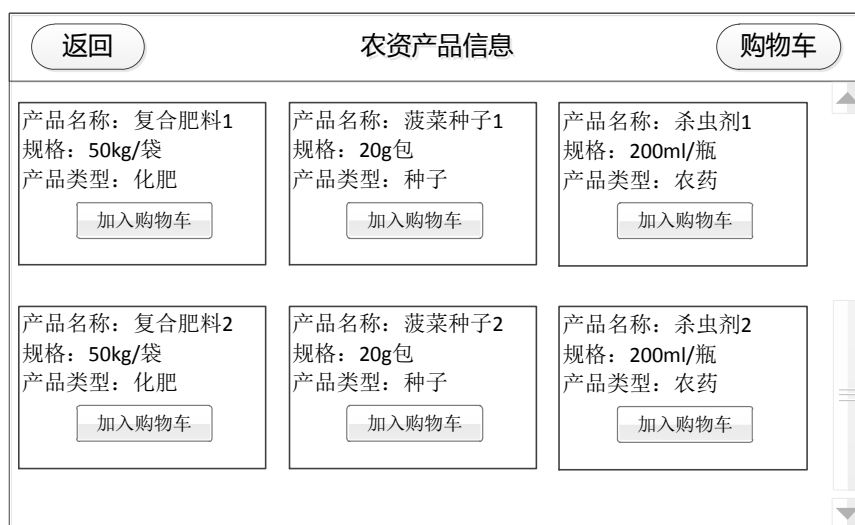 返回
农资产品信息
购物车
产品名称：复合肥料1
规格：50kg/袋
产品类型：化肥
加入购物车
产品名称：菠菜种子1
规格：20g包
产品类型：种子
加入购物车
产品名称：杀虫剂1
规格：200ml/瓶
产品类型：农药
加入购物车
产品名称：复合肥料2
规格：50kg/袋
产品类型：化肥
加入购物车
产品名称：菠菜种子2
规格：20g包
产品类型：种子
加入购物车
产品名称：杀虫剂2
规格：200ml/瓶
产品类型：农药
加入购物车